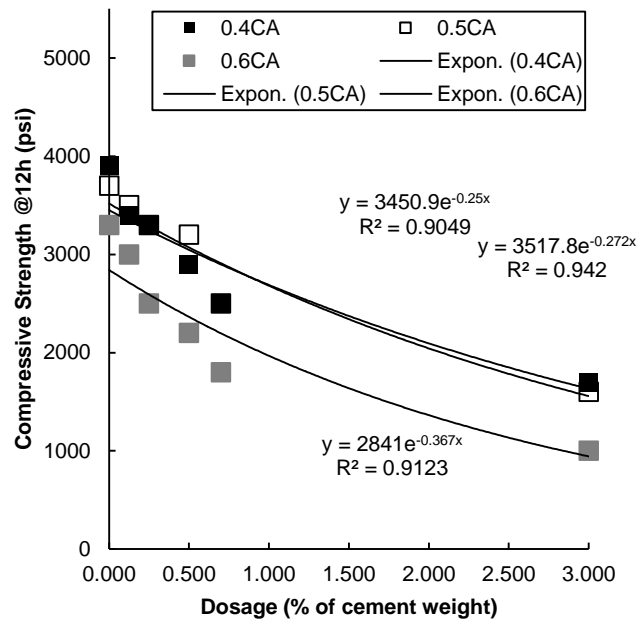 0.4CA 0.5CA
0.6CA Expon. (0.4CA)
Expon. (0.5CA) Expon. (0.6CA)
5000
4000
3000
2000
1000
0
Compressive Strength @12h (psi)
y = 3450.9e^-0.25x
R² = 0.9049
y = 3517.8e^-0.272x
R² = 0.942
y = 2841e^-0.367x
R² = 0.9123
0.000 0.500 1.000 1.500 2.000 2.500 3.000
Dosage (% of cement weight)